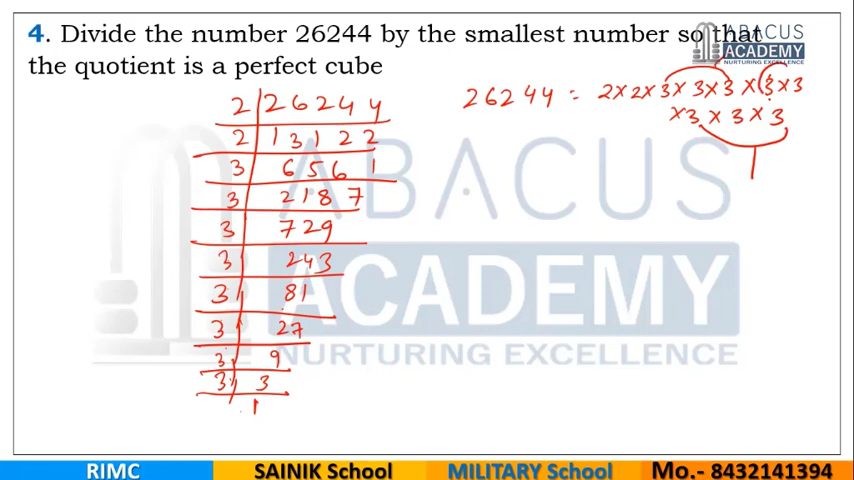 4. Divide the number 26244 by the smallest number so that
the quotient is a perfect cube
ABACUS
ACADEMY
NURTURING EXCELLENCE
26244 = 2×2×3×3×3×(3×3
×3×3×3
2 | 26244
2 | 13122
3 | 6561
3 | 2187
3 | 729
3 | 243
3 | 81
3 | 27
3 | 9
3 | 3
1
ABACUS
ACADEMY
NURTURING EXCELLENCE
RIMC SAINIK School MILITARY School Mo.- 8432141394